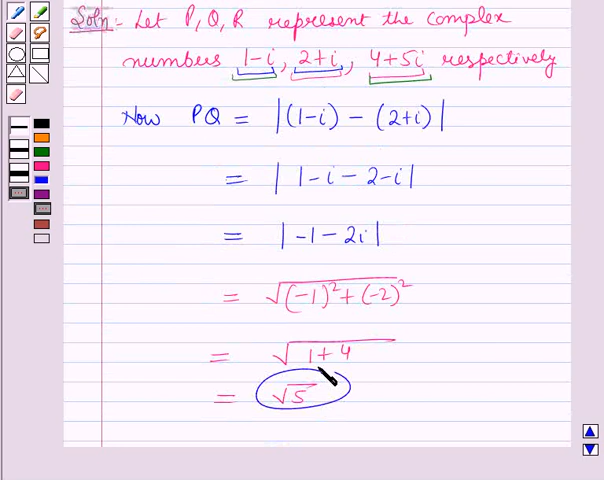 Soln:- Let P, Q, R represent the complex
numbers 1-i, 2+i, 4+5i respectively
Now PQ = |(1-i) - (2+i)|
= | 1-i-2-i|
= |-1-2i|
= √(-1)²+(-2)²
= √1+4
= √5